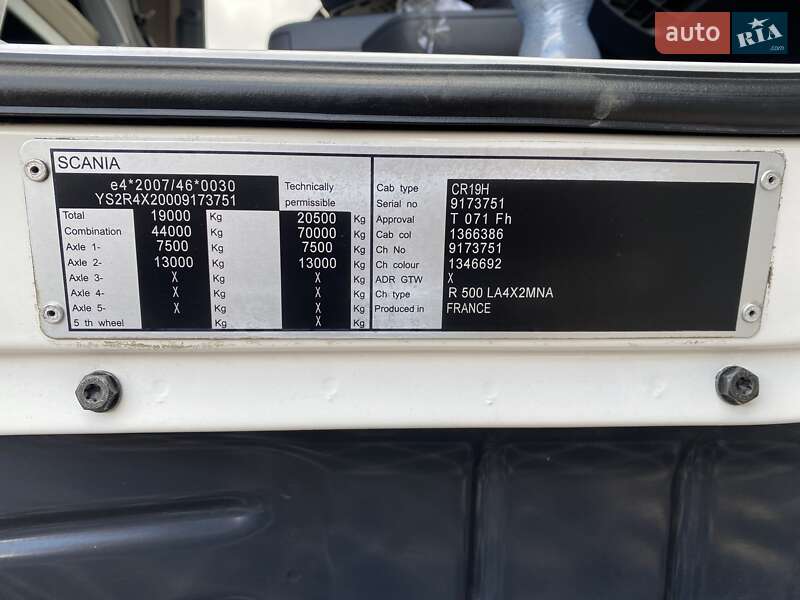 auto RIA .com
SCANIA
e4*2007/46*0030
YS2R4X20009173751
Technically permissible
Total 19000 Kg 20500 Kg
Combination 44000 Kg 70000 Kg
Axle 1- 7500 Kg 7500 Kg
Axle 2- 13000 Kg 13000 Kg
Axle 3- X Kg X Kg
Axle 4- X Kg X Kg
Axle 5- X Kg X Kg
5 th wheel Kg X Kg
Cab type CR19H
Serial no 9173751
Approval T 071 Fh
Cab col 1366386
Ch No 9173751
Ch colour 1346692
ADR GTW X
Ch type R 500 LA4X2MNA
Produced in FRANCE